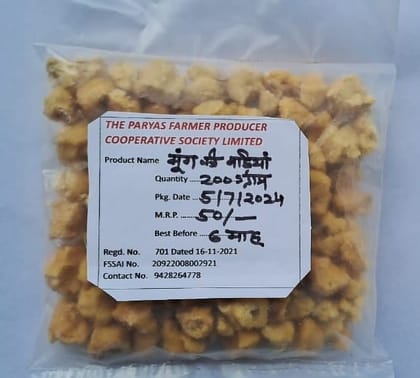 THE PARYAS FARMER PRODUCER
COOPERATIVE SOCIETY LIMITED
Product Name मूंग की वड़ियां
Quantity ........200 ग्राम
Pkg. Date ....5/7/2024
M.R.P. ......50/-
Best Before .....6 माह
Regd. No. 701 Dated 16-11-2021
FSSAI No. 20922008002921
Contact No. 9428264778